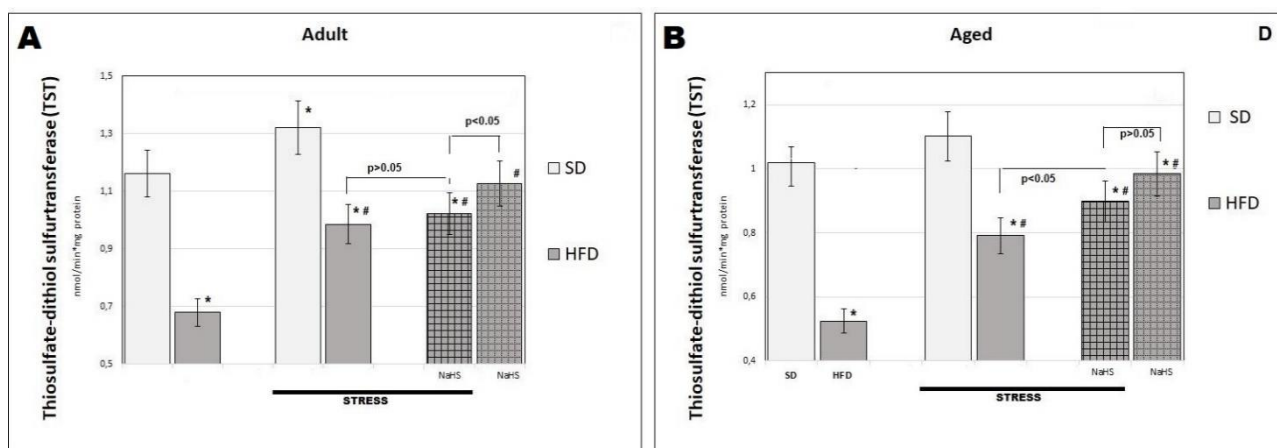 A
Adult
Thiosulfate-dithiol sulfurtransferase (TST)
nmol/min*mg protein
1,5
1,3
1,1
0,9
0,7
0,5
*
*
* #
* #
#
p>0.05
p<0.05
NaHS
NaHS
STRESS
SD
HFD
B
Aged
D
Thiosulfate-dithiol sulfurtransferase (TST)
nmol/min*mg protein
1,2
1
0,8
0,6
0,4
*
* #
* #
* #
p<0.05
p>0.05
SD
HFD
NaHS
NaHS
STRESS
SD
HFD